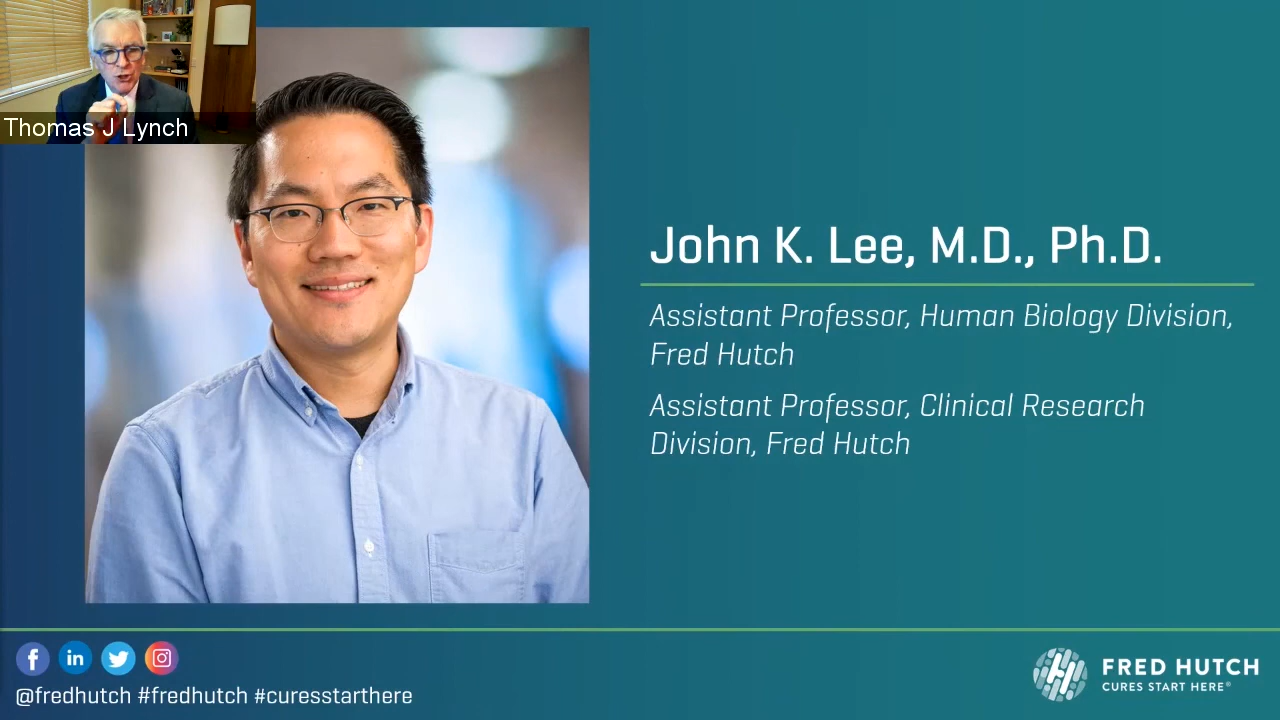 Thomas J Lynch
John K. Lee, M.D., Ph.D.
Assistant Professor, Human Biology Division,
Fred Hutch
Assistant Professor, Clinical Research
Division, Fred Hutch
f
in
@fredhutch #fredhutch #curesstarthere
FRED HUTCH
CURES START HERE®